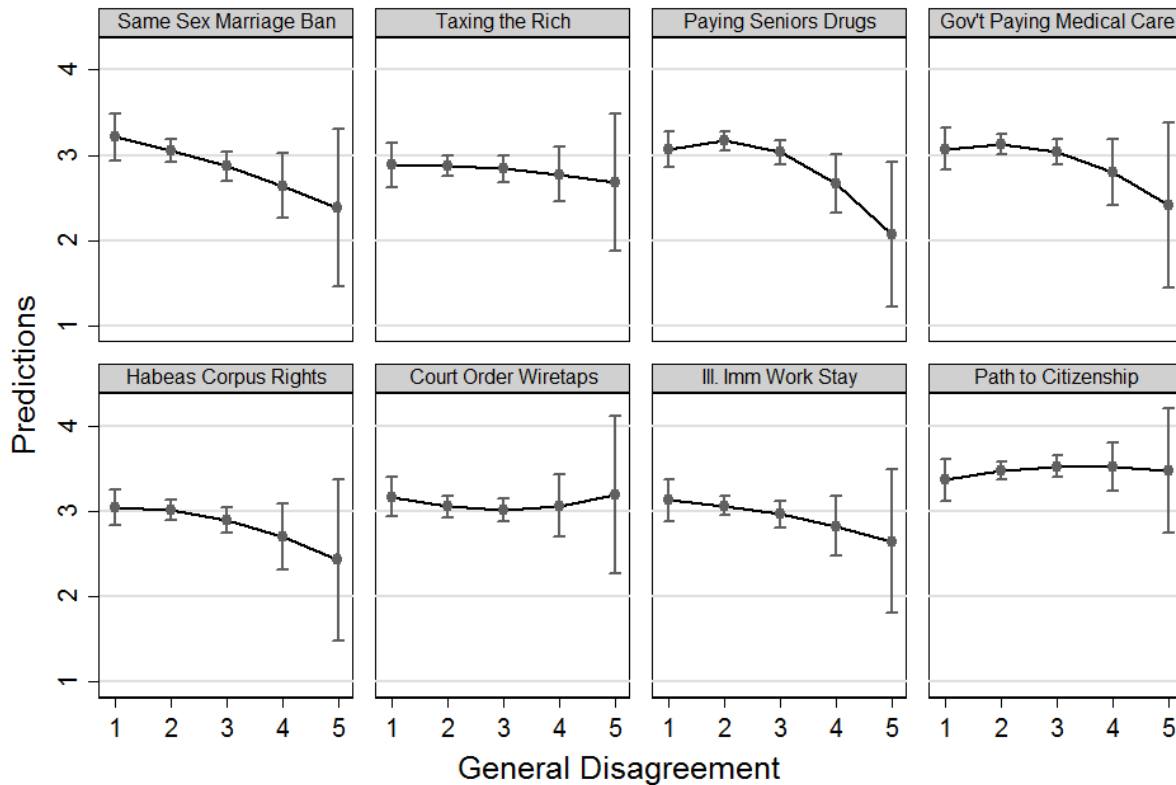 Same Sex Marriage Ban
Taxing the Rich
Paying Seniors Drugs
Gov't Paying Medical Care
4
3
2
1
Habeas Corpus Rights
Court Order Wiretaps
Ill. Imm Work Stay
Path to Citizenship
4
3
2
1
Predictions
1 2 3 4 5
1 2 3 4 5
1 2 3 4 5
1 2 3 4 5
General Disagreement